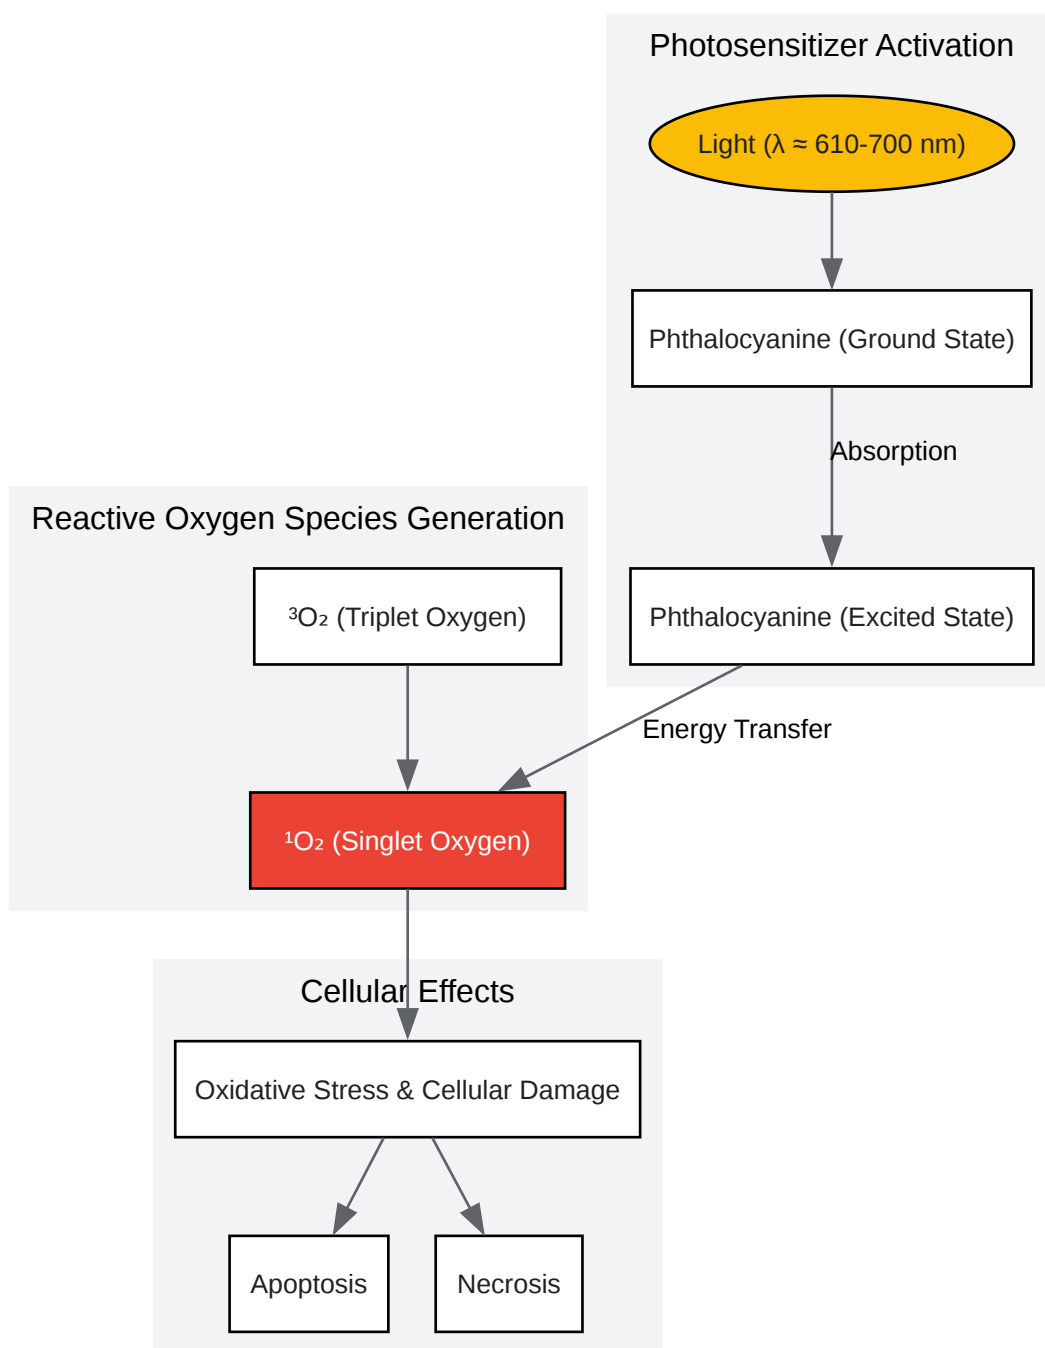 Photosensitizer Activation
Light (λ ≈ 610-700 nm)
Phthalocyanine (Ground State)
Absorption
Phthalocyanine (Excited State)
Energy Transfer
Reactive Oxygen Species Generation
³O₂ (Triplet Oxygen)
¹O₂ (Singlet Oxygen)
Cellular Effects
Oxidative Stress & Cellular Damage
Apoptosis
Necrosis